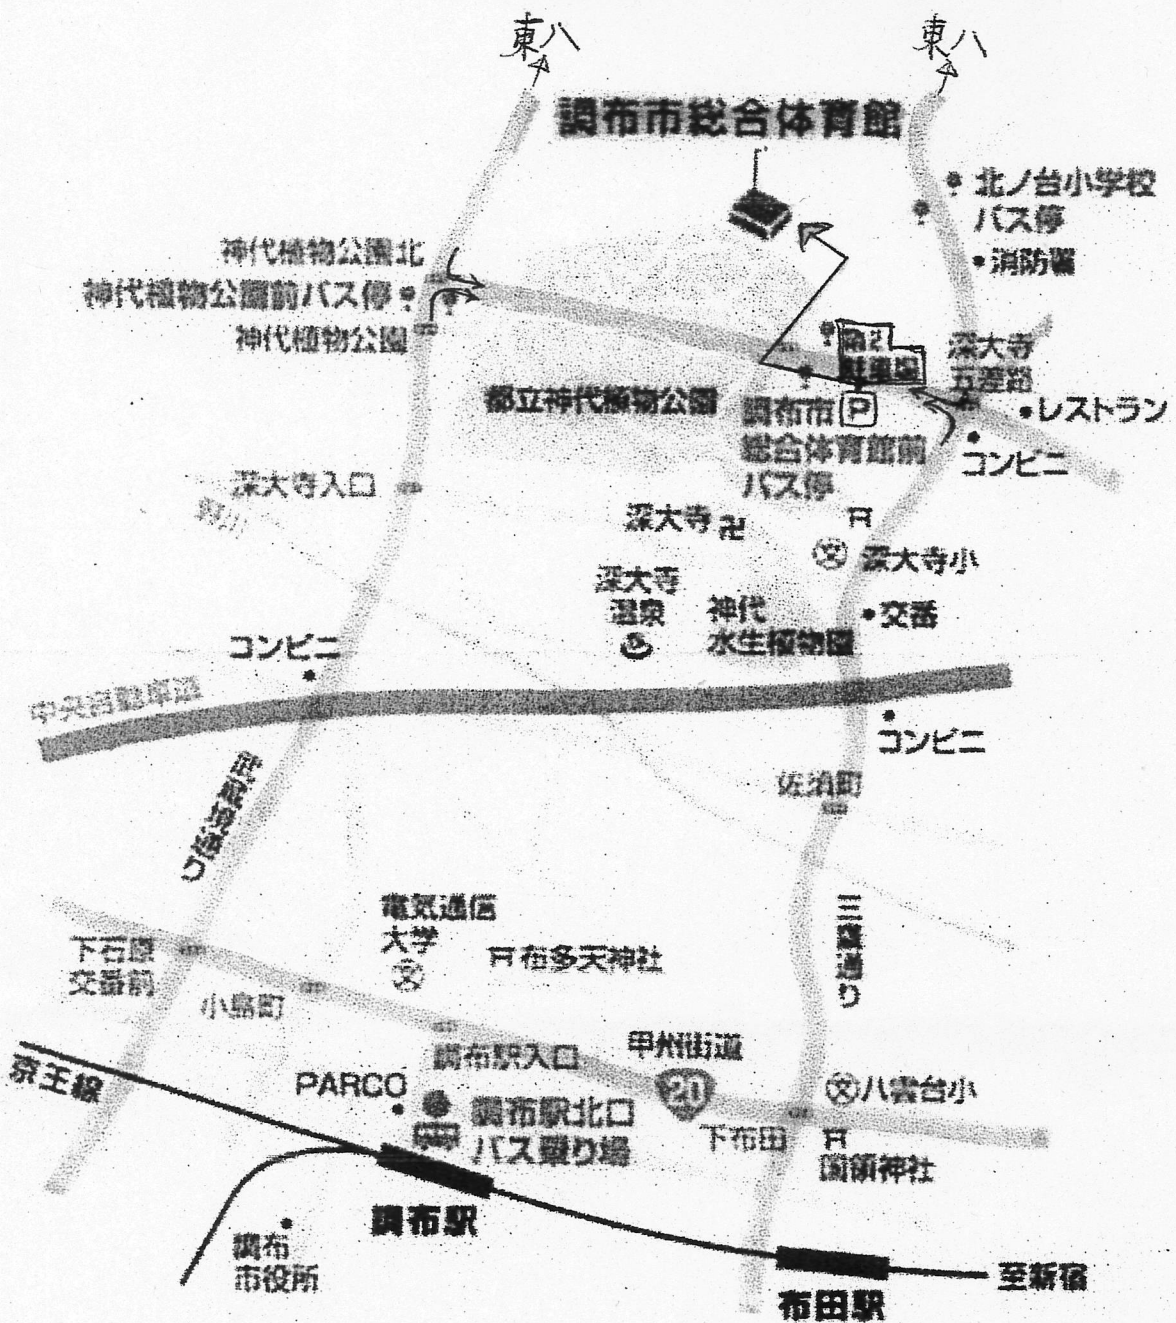 東八
東八
調布市総合体育館
北ノ台小学校
バス停
消防署
神代植物公園北
神代植物公園前バス停
神代植物公園
第2
駐車場
深大寺
五差路
都立神代植物公園
調布市
P
総合体育館前
バス停
レストラン
コンビニ
深大寺入口
野川
深大寺
深大寺小
深大寺
温泉
神代
水生植物園
交番
コンビニ
中央自動車道
コンビニ
佐須町
武蔵境通り
三鷹通り
電気通信
大学
布多天神社
下石原
交番前
小島町
調布駅入口
甲州街道
20
京王線
PARCO
調布駅北口
バス乗り場
八雲台小
下布田
国領神社
調布駅
調布
市役所
布田駅
至新宿